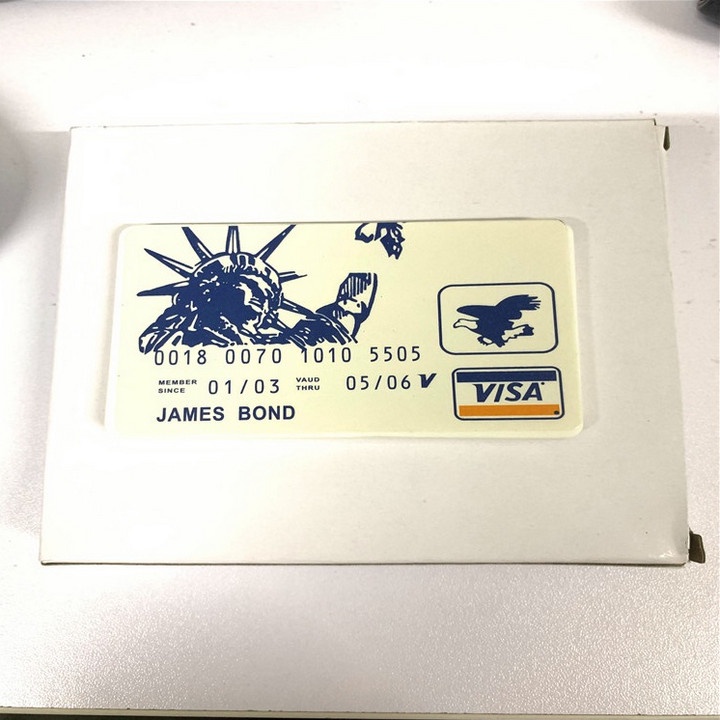 0018 0070 1010 5505
MEMBER SINCE 01/03 VAUD THRU 05/06 V
JAMES BOND
VISA